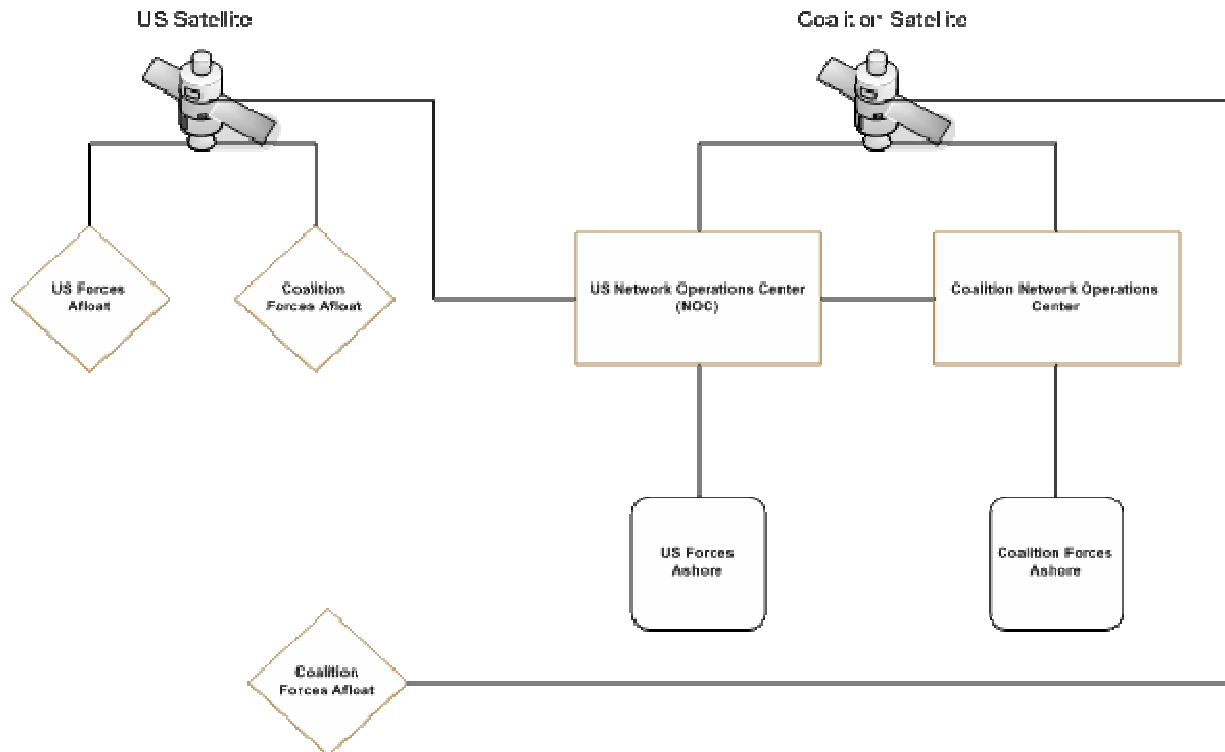 US Satellite
Coalition Satellite
US Forces
Afloat
Coalition
Forces Afloat
US Network Operations Center
(NOC)
Coalition Network Operations
Center
US Forces
Ashore
Coalition Forces
Ashore
Coalition
Forces Afloat